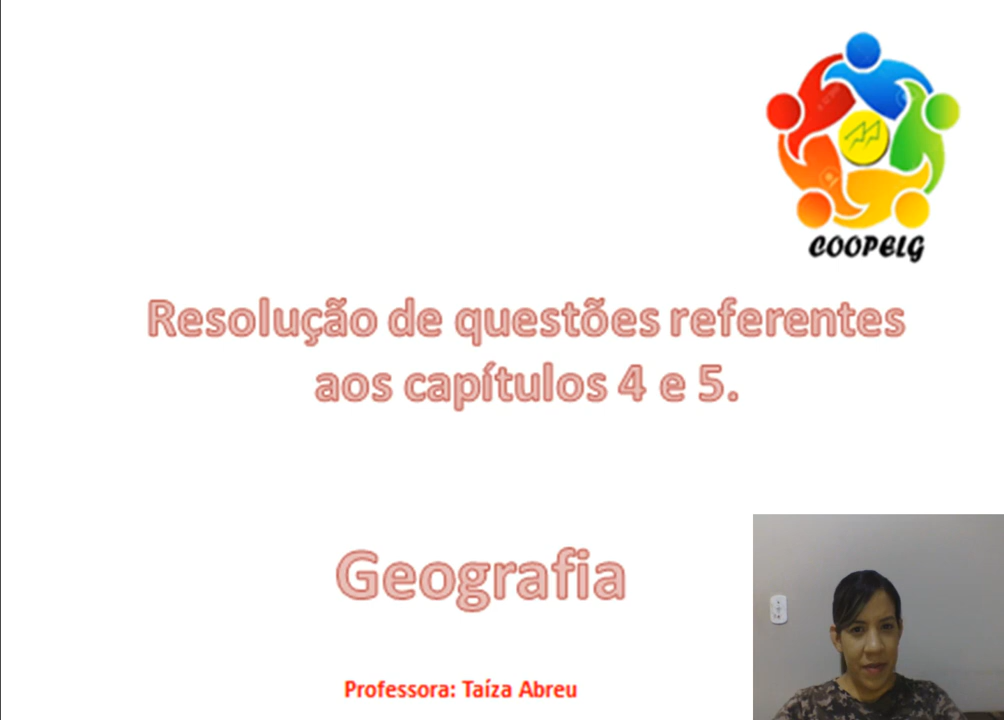 COOPELG
Resolução de questões referentes
aos capítulos 4 e 5.
Geografia
Professora: Taíza Abreu